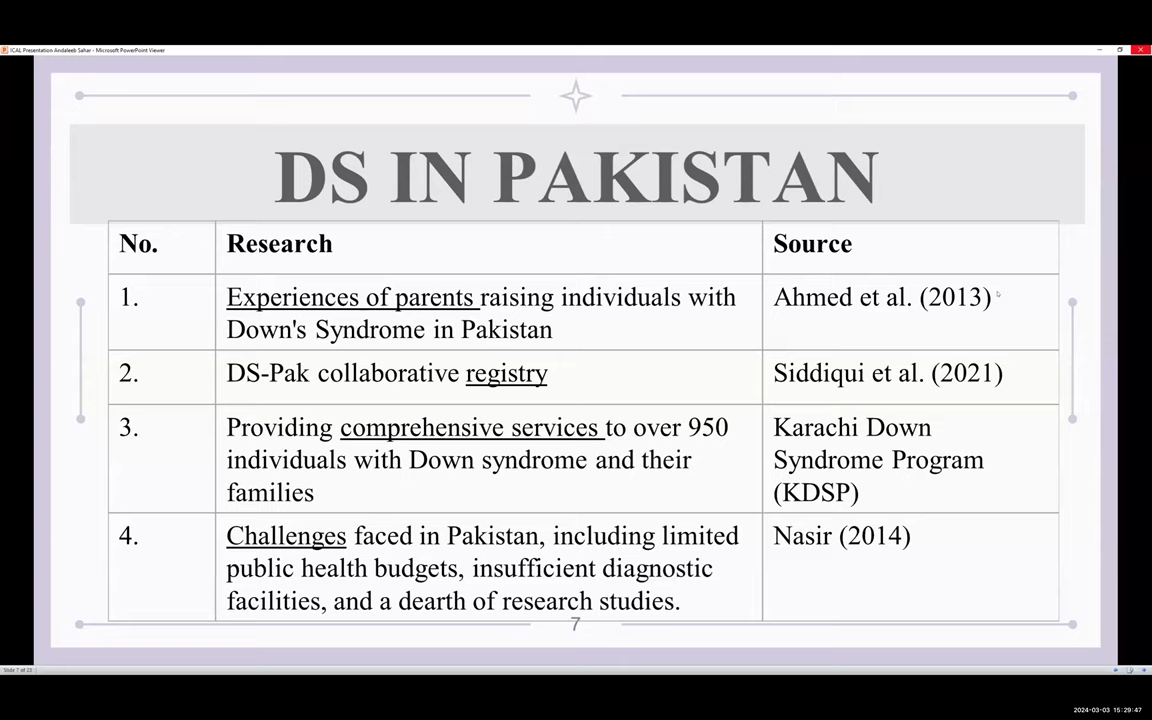 ICAL Presentation Andaleeb Sahar - Microsoft PowerPoint Viewer
DS IN PAKISTAN
No. Research Source
1. Experiences of parents raising individuals with Ahmed et al. (2013)
Down's Syndrome in Pakistan
2. DS-Pak collaborative registry Siddiqui et al. (2021)
3. Providing comprehensive services to over 950 Karachi Down
individuals with Down syndrome and their Syndrome Program
families (KDSP)
4. Challenges faced in Pakistan, including limited Nasir (2014)
public health budgets, insufficient diagnostic
facilities, and a dearth of research studies.
7
Slide 7 of 23
2024-03-03 15:29:47